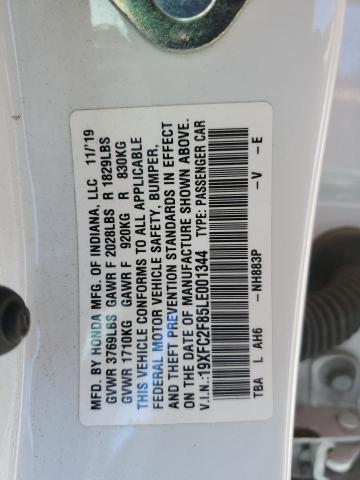 MFD. BY HONDA MFG. OF INDIANA, LLC 11/'19
GVWR 3769LBS GAWR F 2028LBS R 1829LBS
GVWR 1710KG GAWR F 920KG R 830KG
THIS VEHICLE CONFORMS TO ALL APPLICABLE
FEDERAL MOTOR VEHICLE SAFETY, BUMPER,
AND THEFT PREVENTION STANDARDS IN EFFECT
ON THE DATE OF MANUFACTURE SHOWN ABOVE.
V.I.N.: 19XFC2F85LE001344 TYPE: PASSENGER CAR
TBA L AH6 -NH883P -V -E